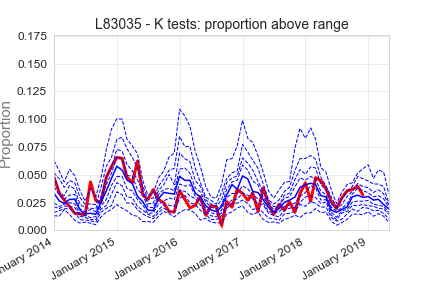 L83035 - K tests: proportion above range
0.175
0.150
0.125
0.100
0.075
0.050
0.025
0.000
Proportion
nuary 2014
January 2015
January 2016
January 2017
January 2018
January 2019